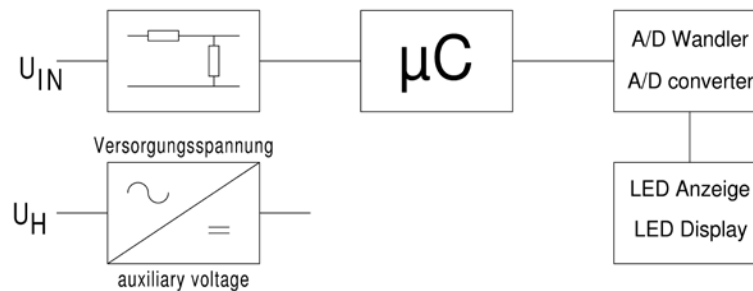 U_IN
µC
A/D Wandler
A/D converter
Versorgungsspannung
U_H
auxiliary voltage
LED Anzeige
LED Display